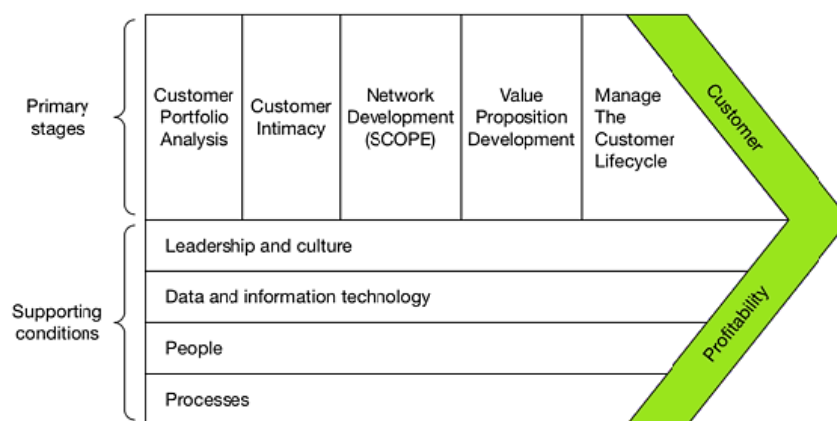 Primary
stages
Customer
Portfolio
Analysis
Customer
Intimacy
Network
Development
(SCOPE)
Value
Proposition
Development
Manage
The
Customer
Lifecycle
Customer
Supporting
conditions
Leadership and culture
Data and information technology
People
Processes
Profitability